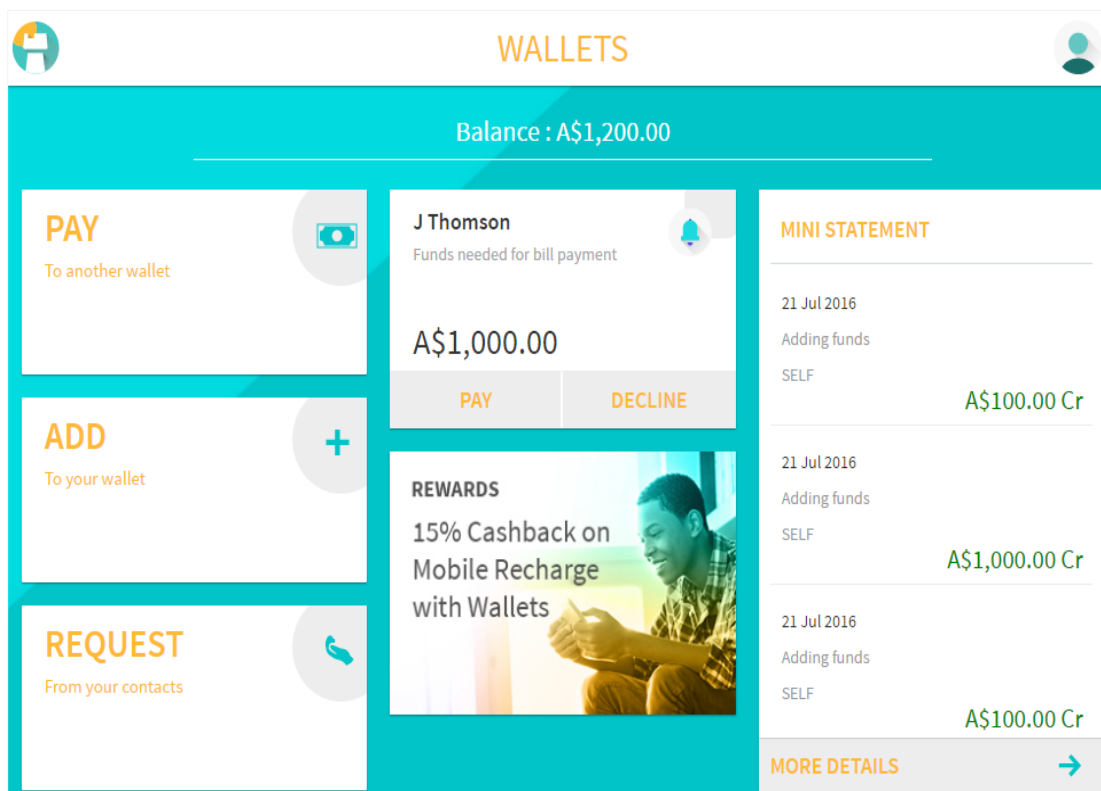 WALLETS
Balance : A$1,200.00
PAY
To another wallet
ADD
To your wallet
REQUEST
From your contacts
J Thomson
Funds needed for bill payment
A$1,000.00
PAY
DECLINE
REWARDS
15% Cashback on
Mobile Recharge
with Wallets
MINI STATEMENT
21 Jul 2016
Adding funds
SELF
A$100.00 Cr
21 Jul 2016
Adding funds
SELF
A$1,000.00 Cr
21 Jul 2016
Adding funds
SELF
A$100.00 Cr
MORE DETAILS